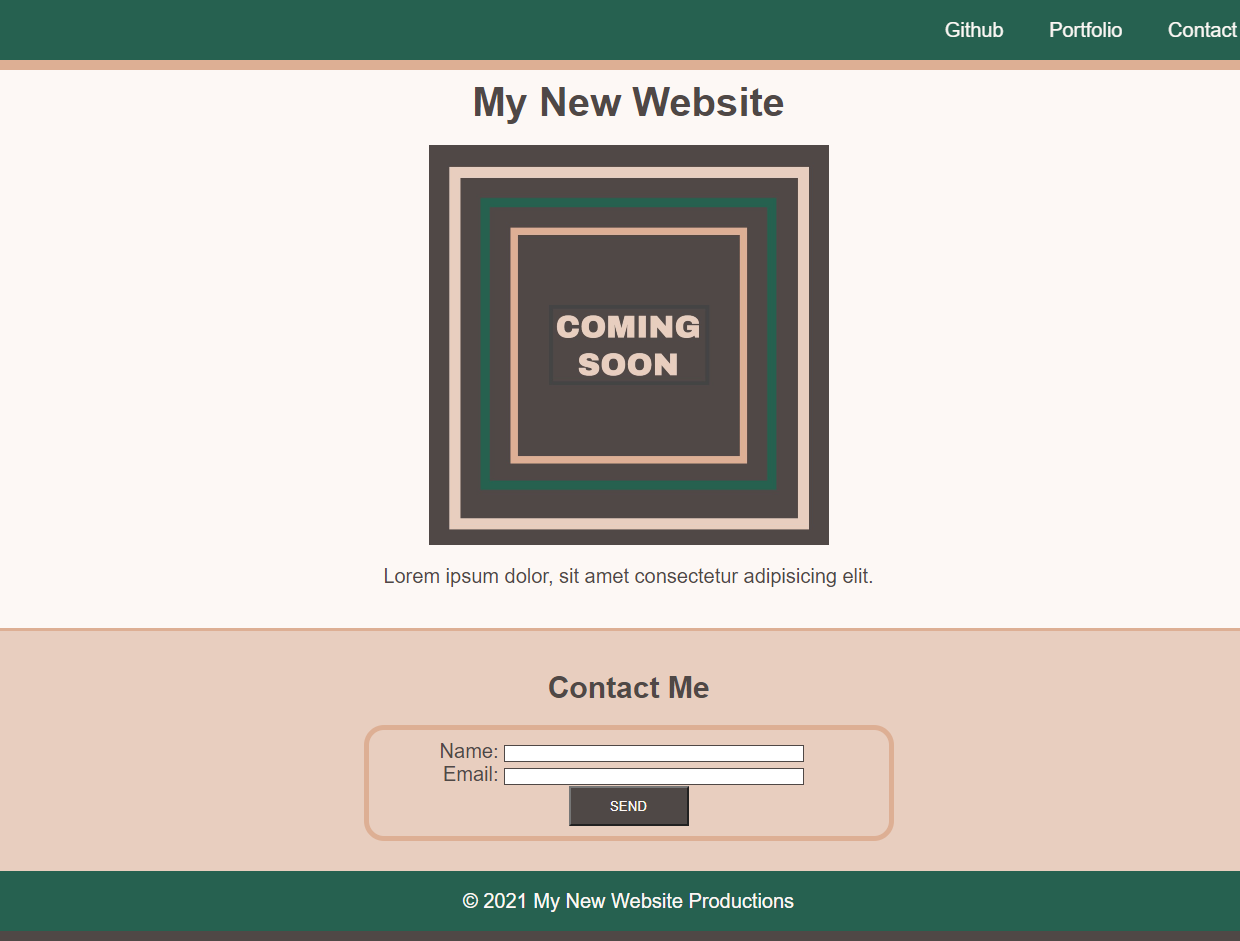 Github Portfolio Contact
My New Website
COMING
SOON
Lorem ipsum dolor, sit amet consectetur adipisicing elit.
Contact Me
Name:
Email:
SEND
© 2021 My New Website Productions